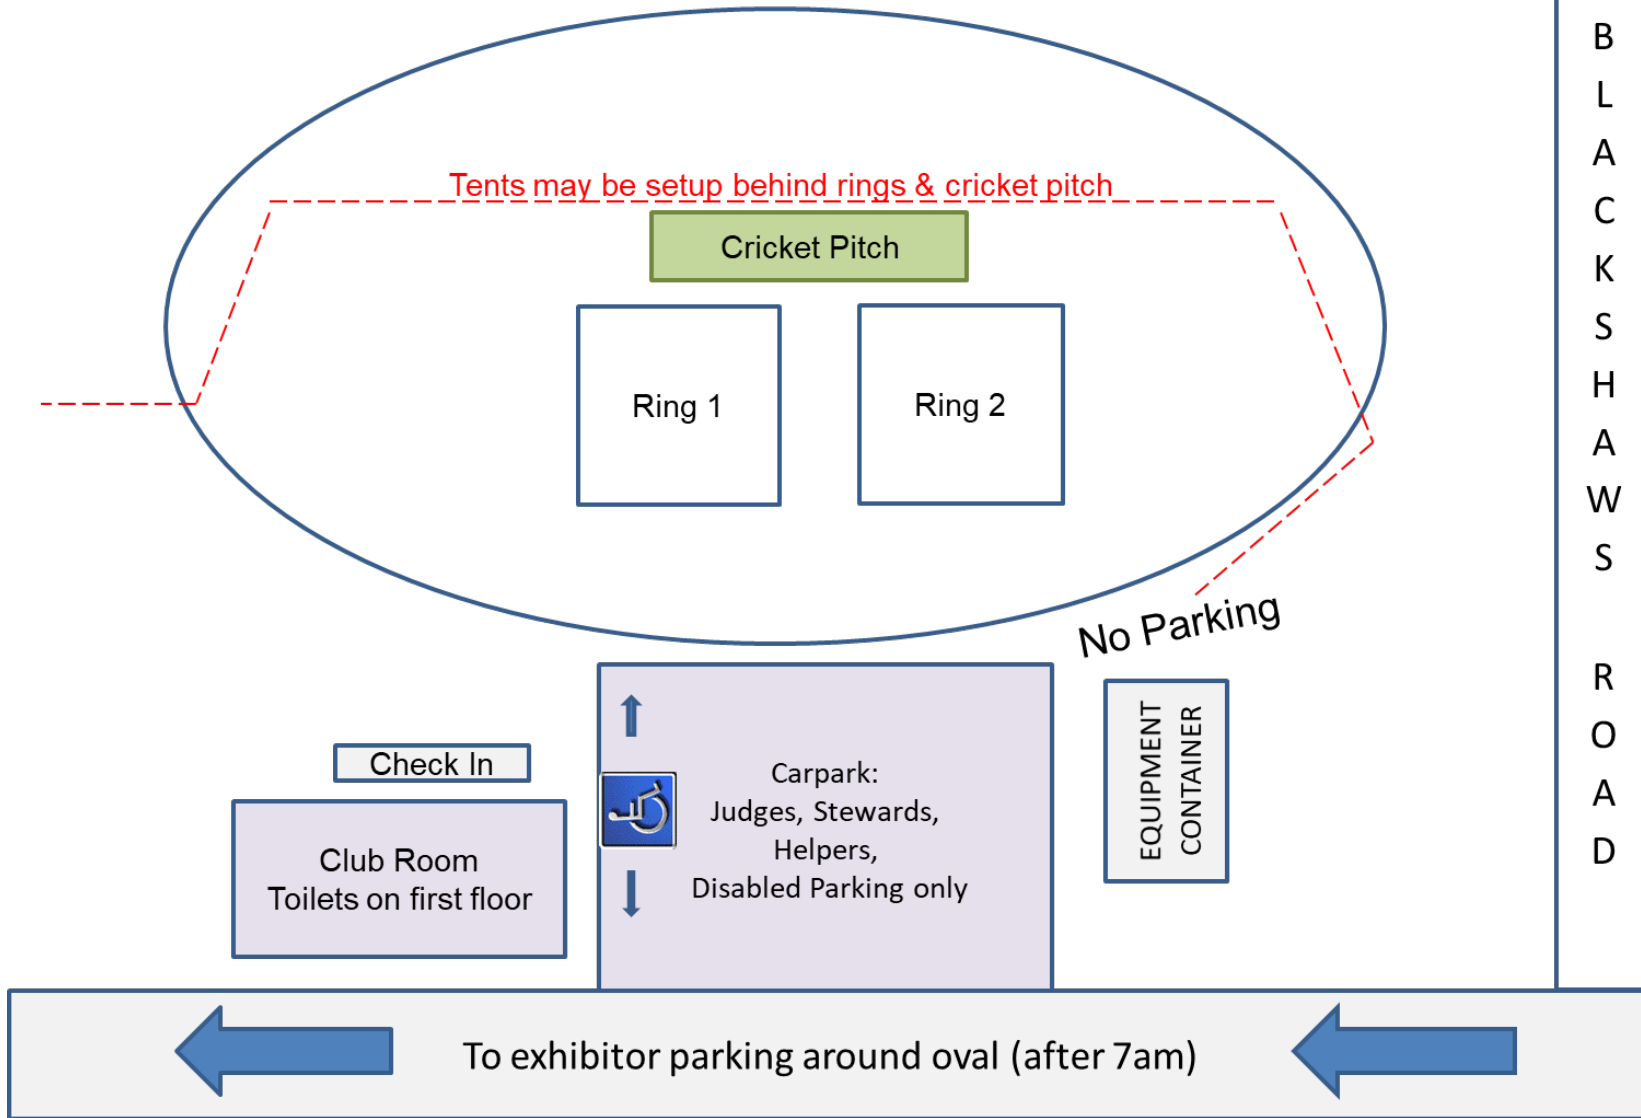 Tents may be setup behind rings & cricket pitch
Cricket Pitch
Ring 1
Ring 2
No Parking
Check In
Club Room
Toilets on first floor
Carpark:
Judges, Stewards,
Helpers,
Disabled Parking only
EQUIPMENT
CONTAINER
To exhibitor parking around oval (after 7am)
BLACKSHAWS ROAD